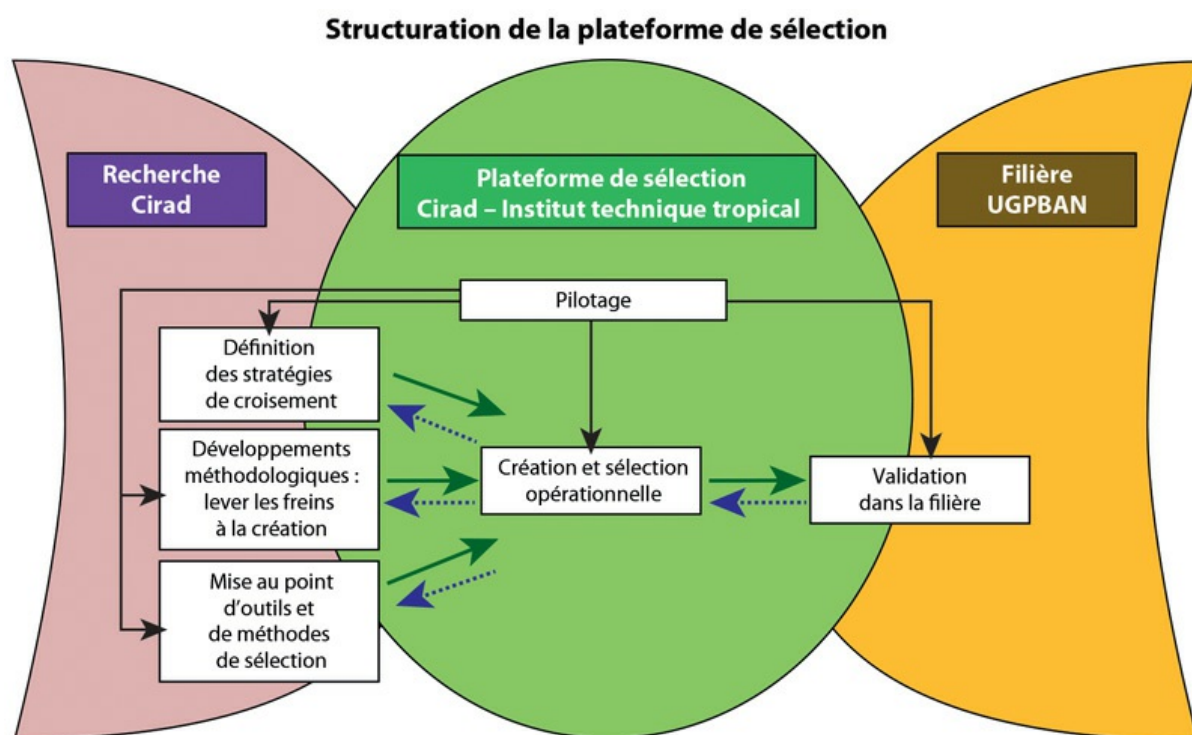 Structuration de la plateforme de sélection
Recherche
Cirad
Plateforme de sélection
Cirad – Institut technique tropical
Filière
UGPBAN
Pilotage
Définition
des stratégies
de croisement
Développements
méthodologiques :
lever les freins
à la création
Mise au point
d'outils et
de méthodes
de sélection
Création et sélection
opérationnelle
Validation
dans la filière